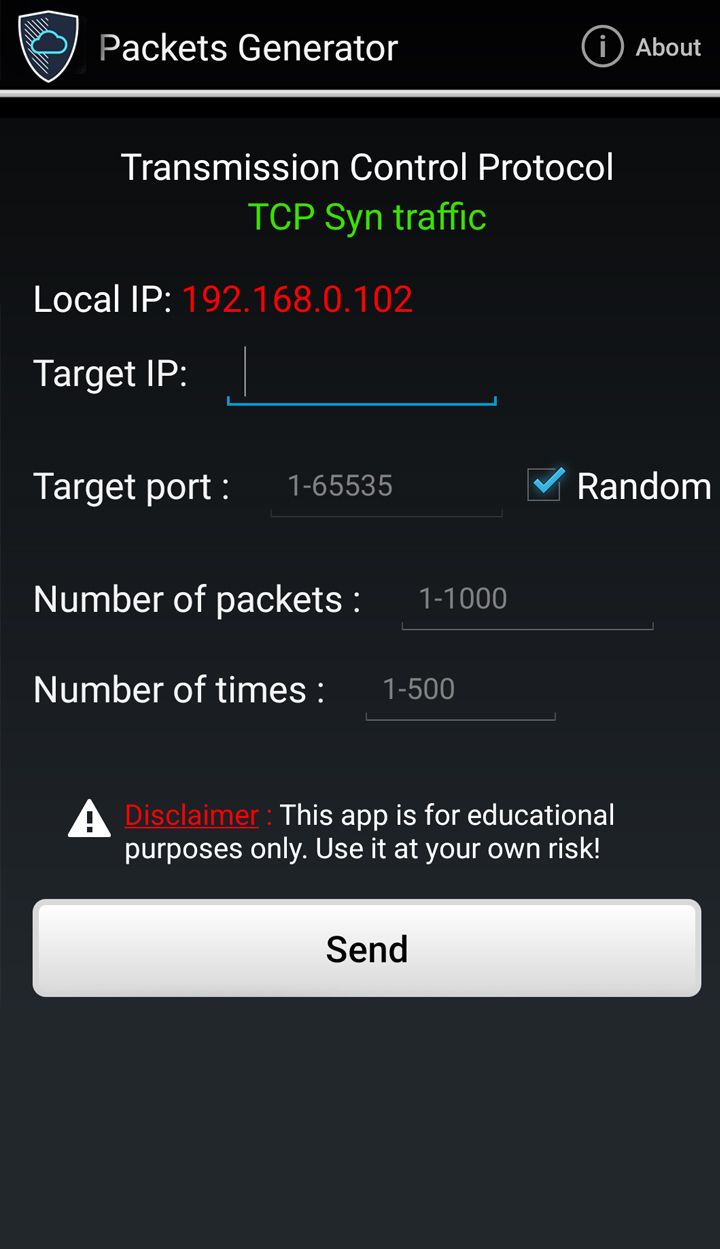 Packets Generator
About
Transmission Control Protocol
TCP Syn traffic
Local IP: 192.168.0.102
Target IP:
Target port : 1-65535 Random
Number of packets : 1-1000
Number of times : 1-500
Disclaimer : This app is for educational
purposes only. Use it at your own risk!
Send